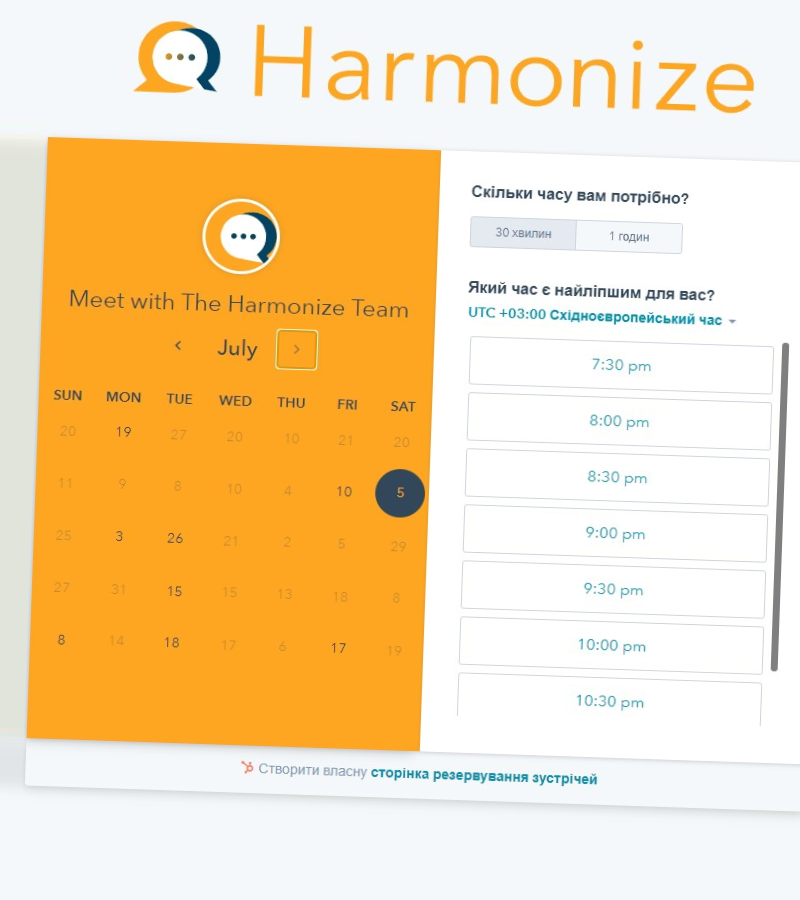 Harmonize
Meet with The Harmonize Team
July
SUN MON TUE WED THU FRI SAT
20 19 27 20 10 21 20
11 9 8 10 4 10 5
25 3 26 21 2 5 29
27 31 15 15 13 18 8
8 14 18 17 6 17 19
Скільки часу вам потрібно?
30 хвилин 1 годин
Який час є найліпшим для вас?
UTC +03:00 Східноєвропейський час
7:30 pm
8:00 pm
8:30 pm
9:00 pm
9:30 pm
10:00 pm
10:30 pm
Створити власну сторінка резервування зустрічей